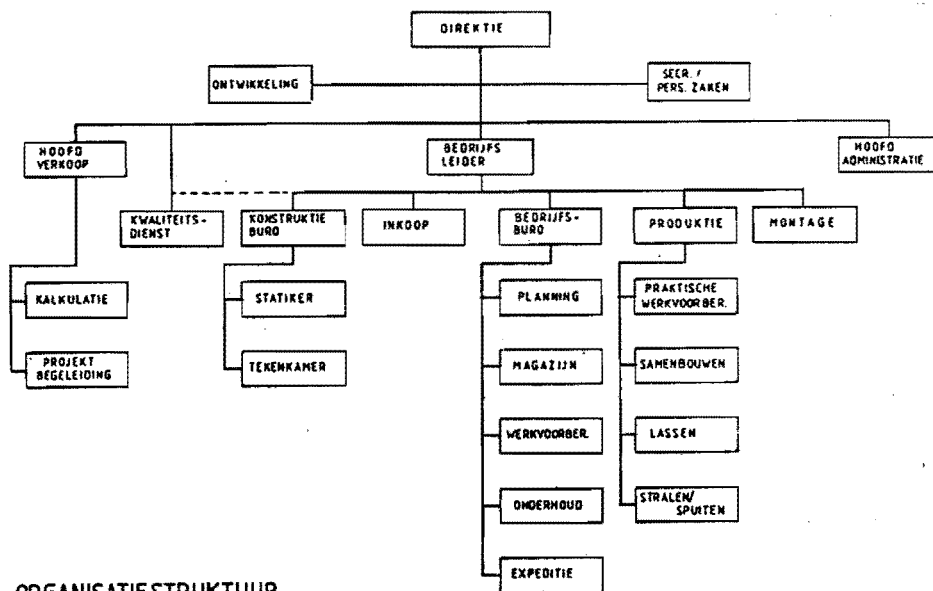 DIREKTIE
ONTWIKKELING
SECR. /
PERS. ZAKEN
HOOFD
VERKOOP
BEDRIJFS
LEIDER
HOOFD
ADMINISTRATIE
KWALITEITS-
DIENST
KONSTRUKTIE
BURO
INKOOP
BEDRIJFS-
BURO
PRODUKTIE
MONTAGE
KALKULATIE
STATIKER
PLANNING
PRAKTISCHE
WERKVOORBER.
PROJEKT
BEGELEIDING
TEKENKAMER
MAGAZIJN
SAMENBOUWEN
WERKVOORBER.
LASSEN
ONDERHOUD
STRALEN/
SPUITEN
EXPEDITIE
ORGANISATIESTRUKTUUR